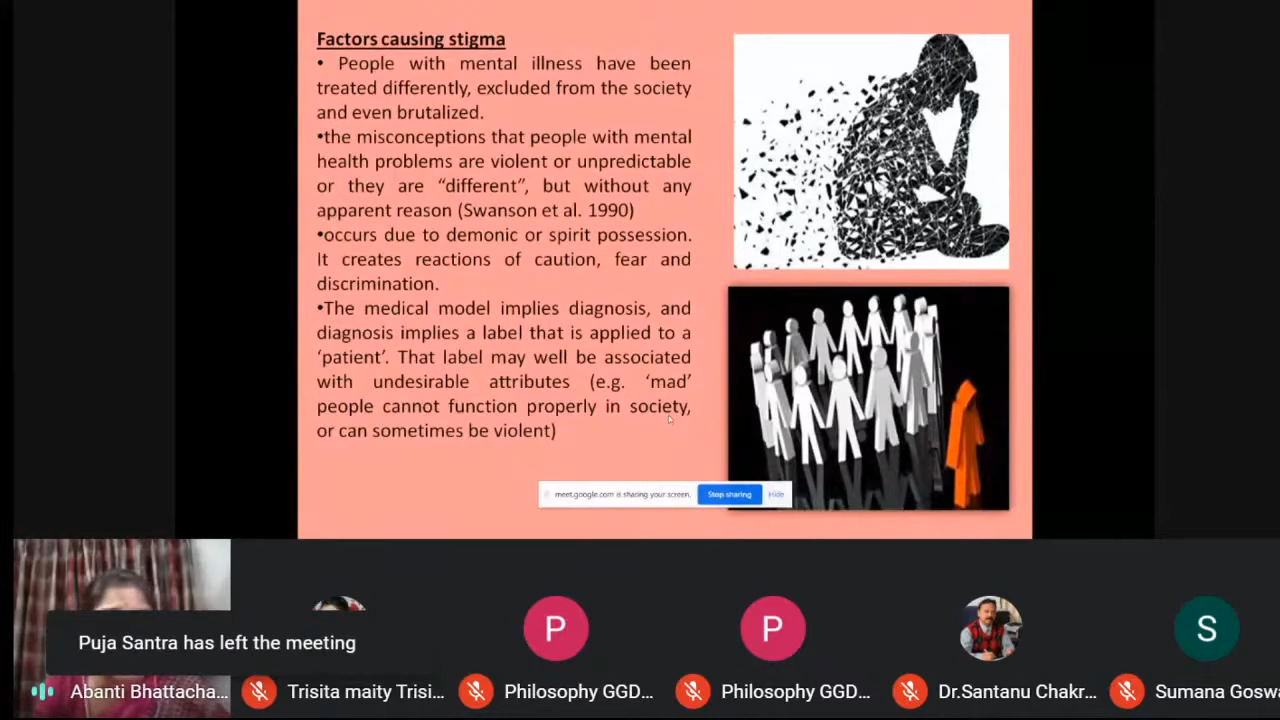 Factors causing stigma
• People with mental illness have been
treated differently, excluded from the society
and even brutalized.
•the misconceptions that people with mental
health problems are violent or unpredictable
or they are “different”, but without any
apparent reason (Swanson et al. 1990)
•occurs due to demonic or spirit possession.
It creates reactions of caution, fear and
discrimination.
•The medical model implies diagnosis, and
diagnosis implies a label that is applied to a
‘patient’. That label may well be associated
with undesirable attributes (e.g. ‘mad’
people cannot function properly in society,
or can sometimes be violent)
meet.google.com is sharing your screen. Stop sharing Hide
P P S
Puja Santra has left the meeting
Abanti Bhattacha... Trisita maity Trisi... Philosophy GGD... Philosophy GGD... Dr.Santanu Chakr... Sumana Goswa